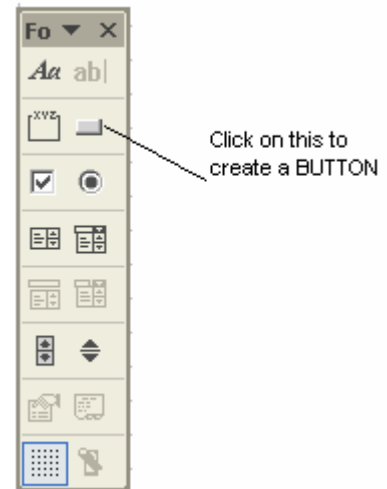 Fo
Aa ab|
XYZ
Click on this to
create a BUTTON